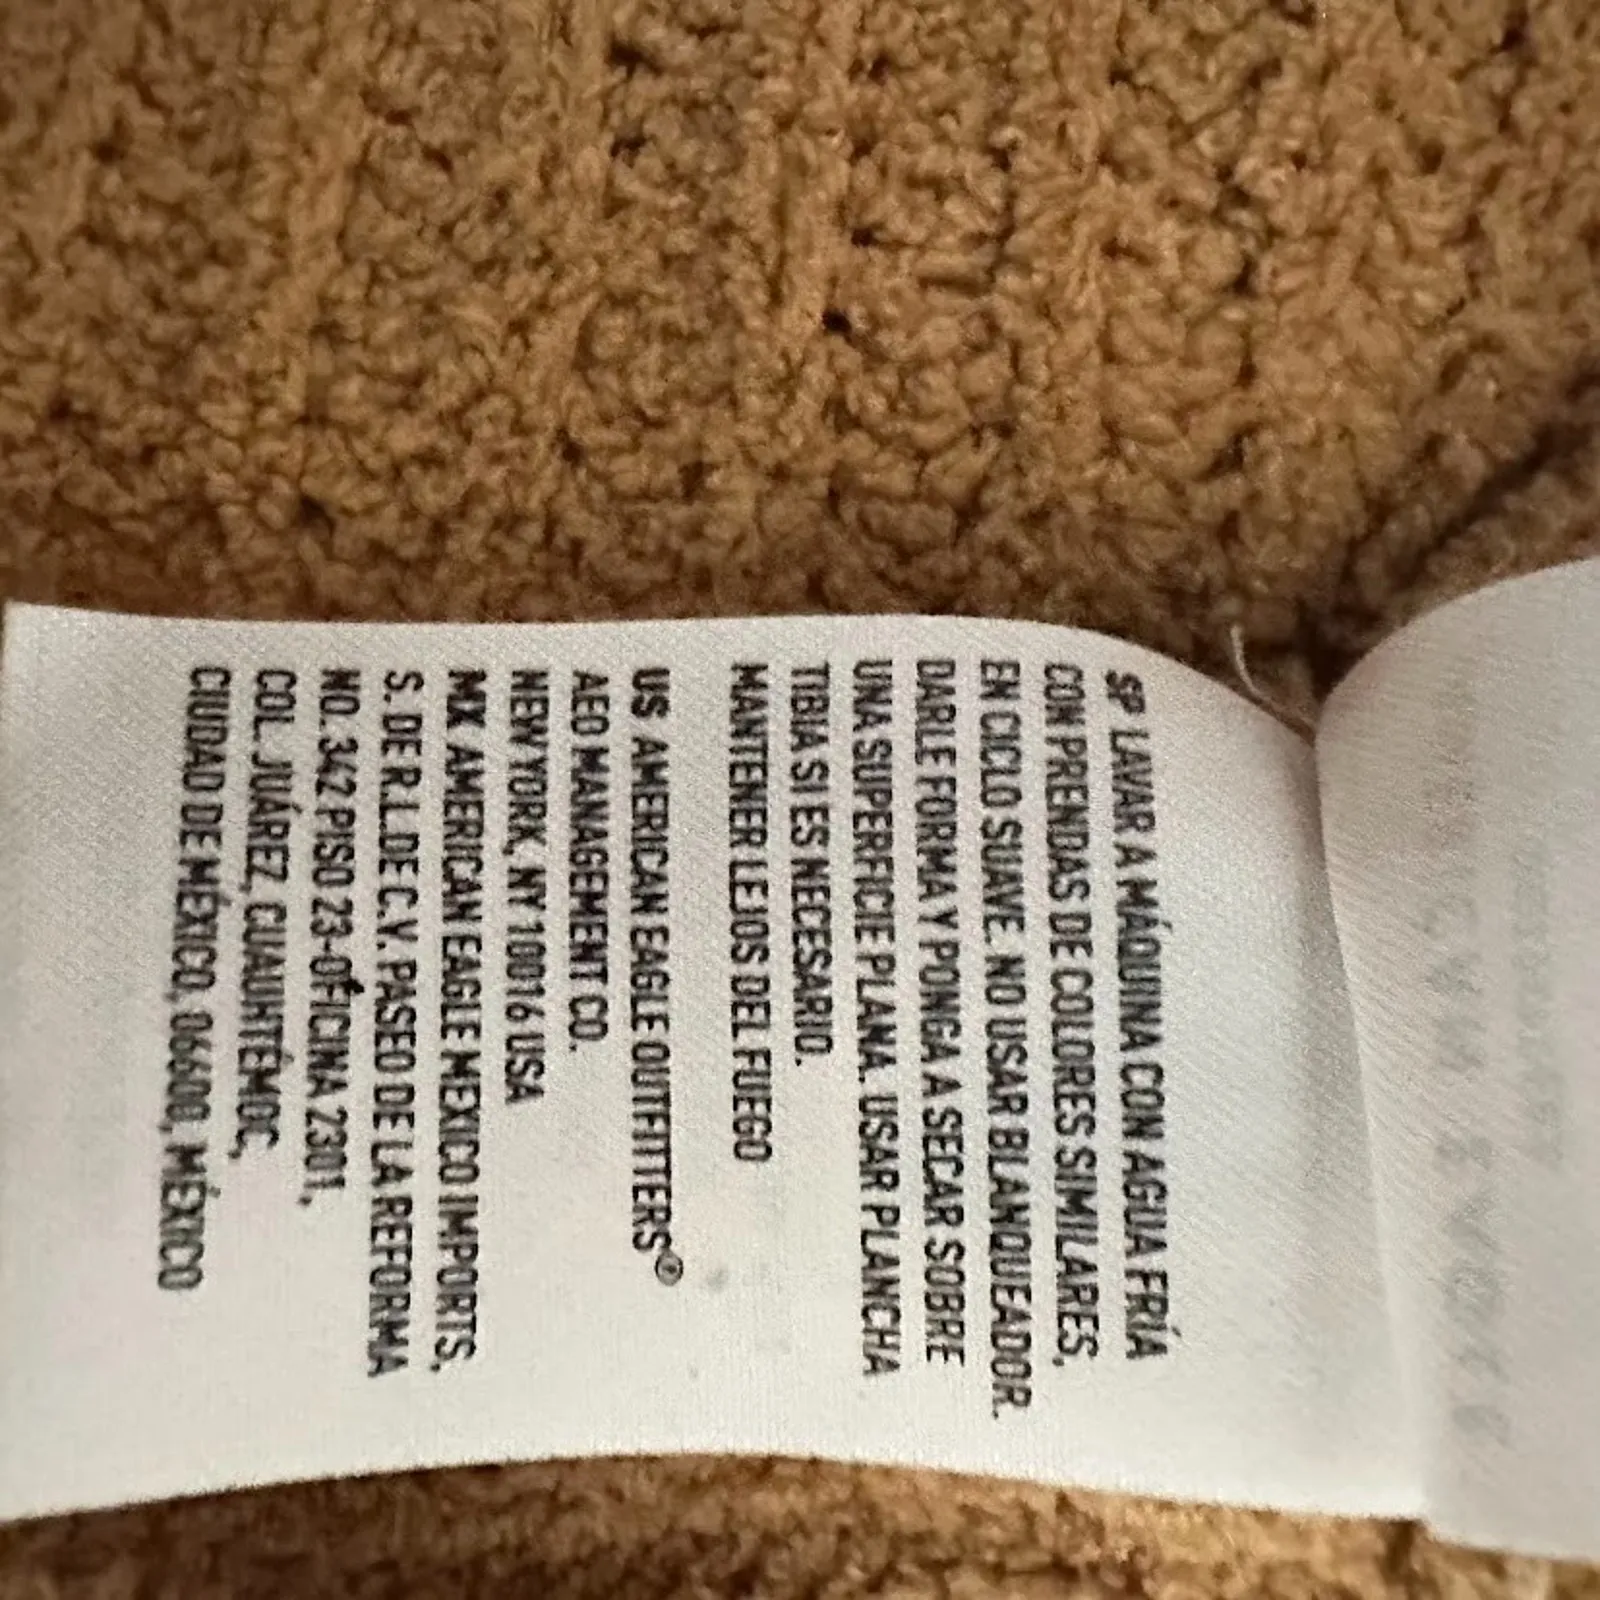 SP LAVAR A MÁQUINA CON AGUA FRÍA
CON PRENDAS DE COLORES SIMILARES,
EN CICLO SUAVE. NO USAR BLANQUEADOR.
DARLE FORMA Y PONGA A SECAR SOBRE
UNA SUPERFICIE PLANA. USAR PLANCHA
TIBIA SI ES NECESARIO.
MANTENER LEJOS DEL FUEGO
US AMERICAN EAGLE OUTFITTERS®
AEO MANAGEMENT CO.
NEW YORK, NY 10016 USA
MX AMERICAN EAGLE MEXICO IMPORTS,
S. DE R.L. DE C.V. PASEO DE LA REFORMA
NO. 342 PISO 23-OFICINA 2301,
COL. JUÁREZ, CUAUHTÉMOC,
CIUDAD DE MÉXICO, 06600, MÉXICO